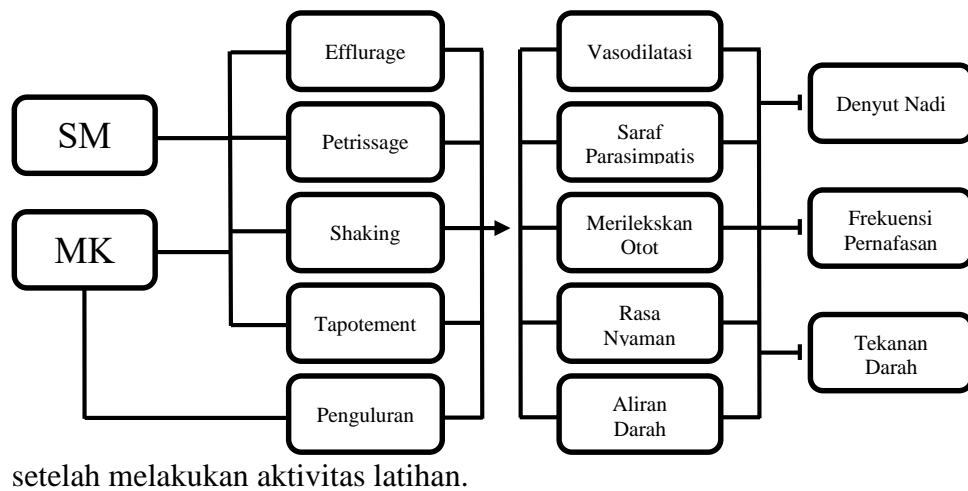 SM
MK
Efflurage
Petrissage
Shaking
Tapotement
Penguluran
Vasodilatasi
Saraf
Parasimpatis
Merilekskan
Otot
Rasa
Nyaman
Aliran
Darah
Denyut Nadi
Frekuensi
Pernafasan
Tekanan
Darah
setelah melakukan aktivitas latihan.